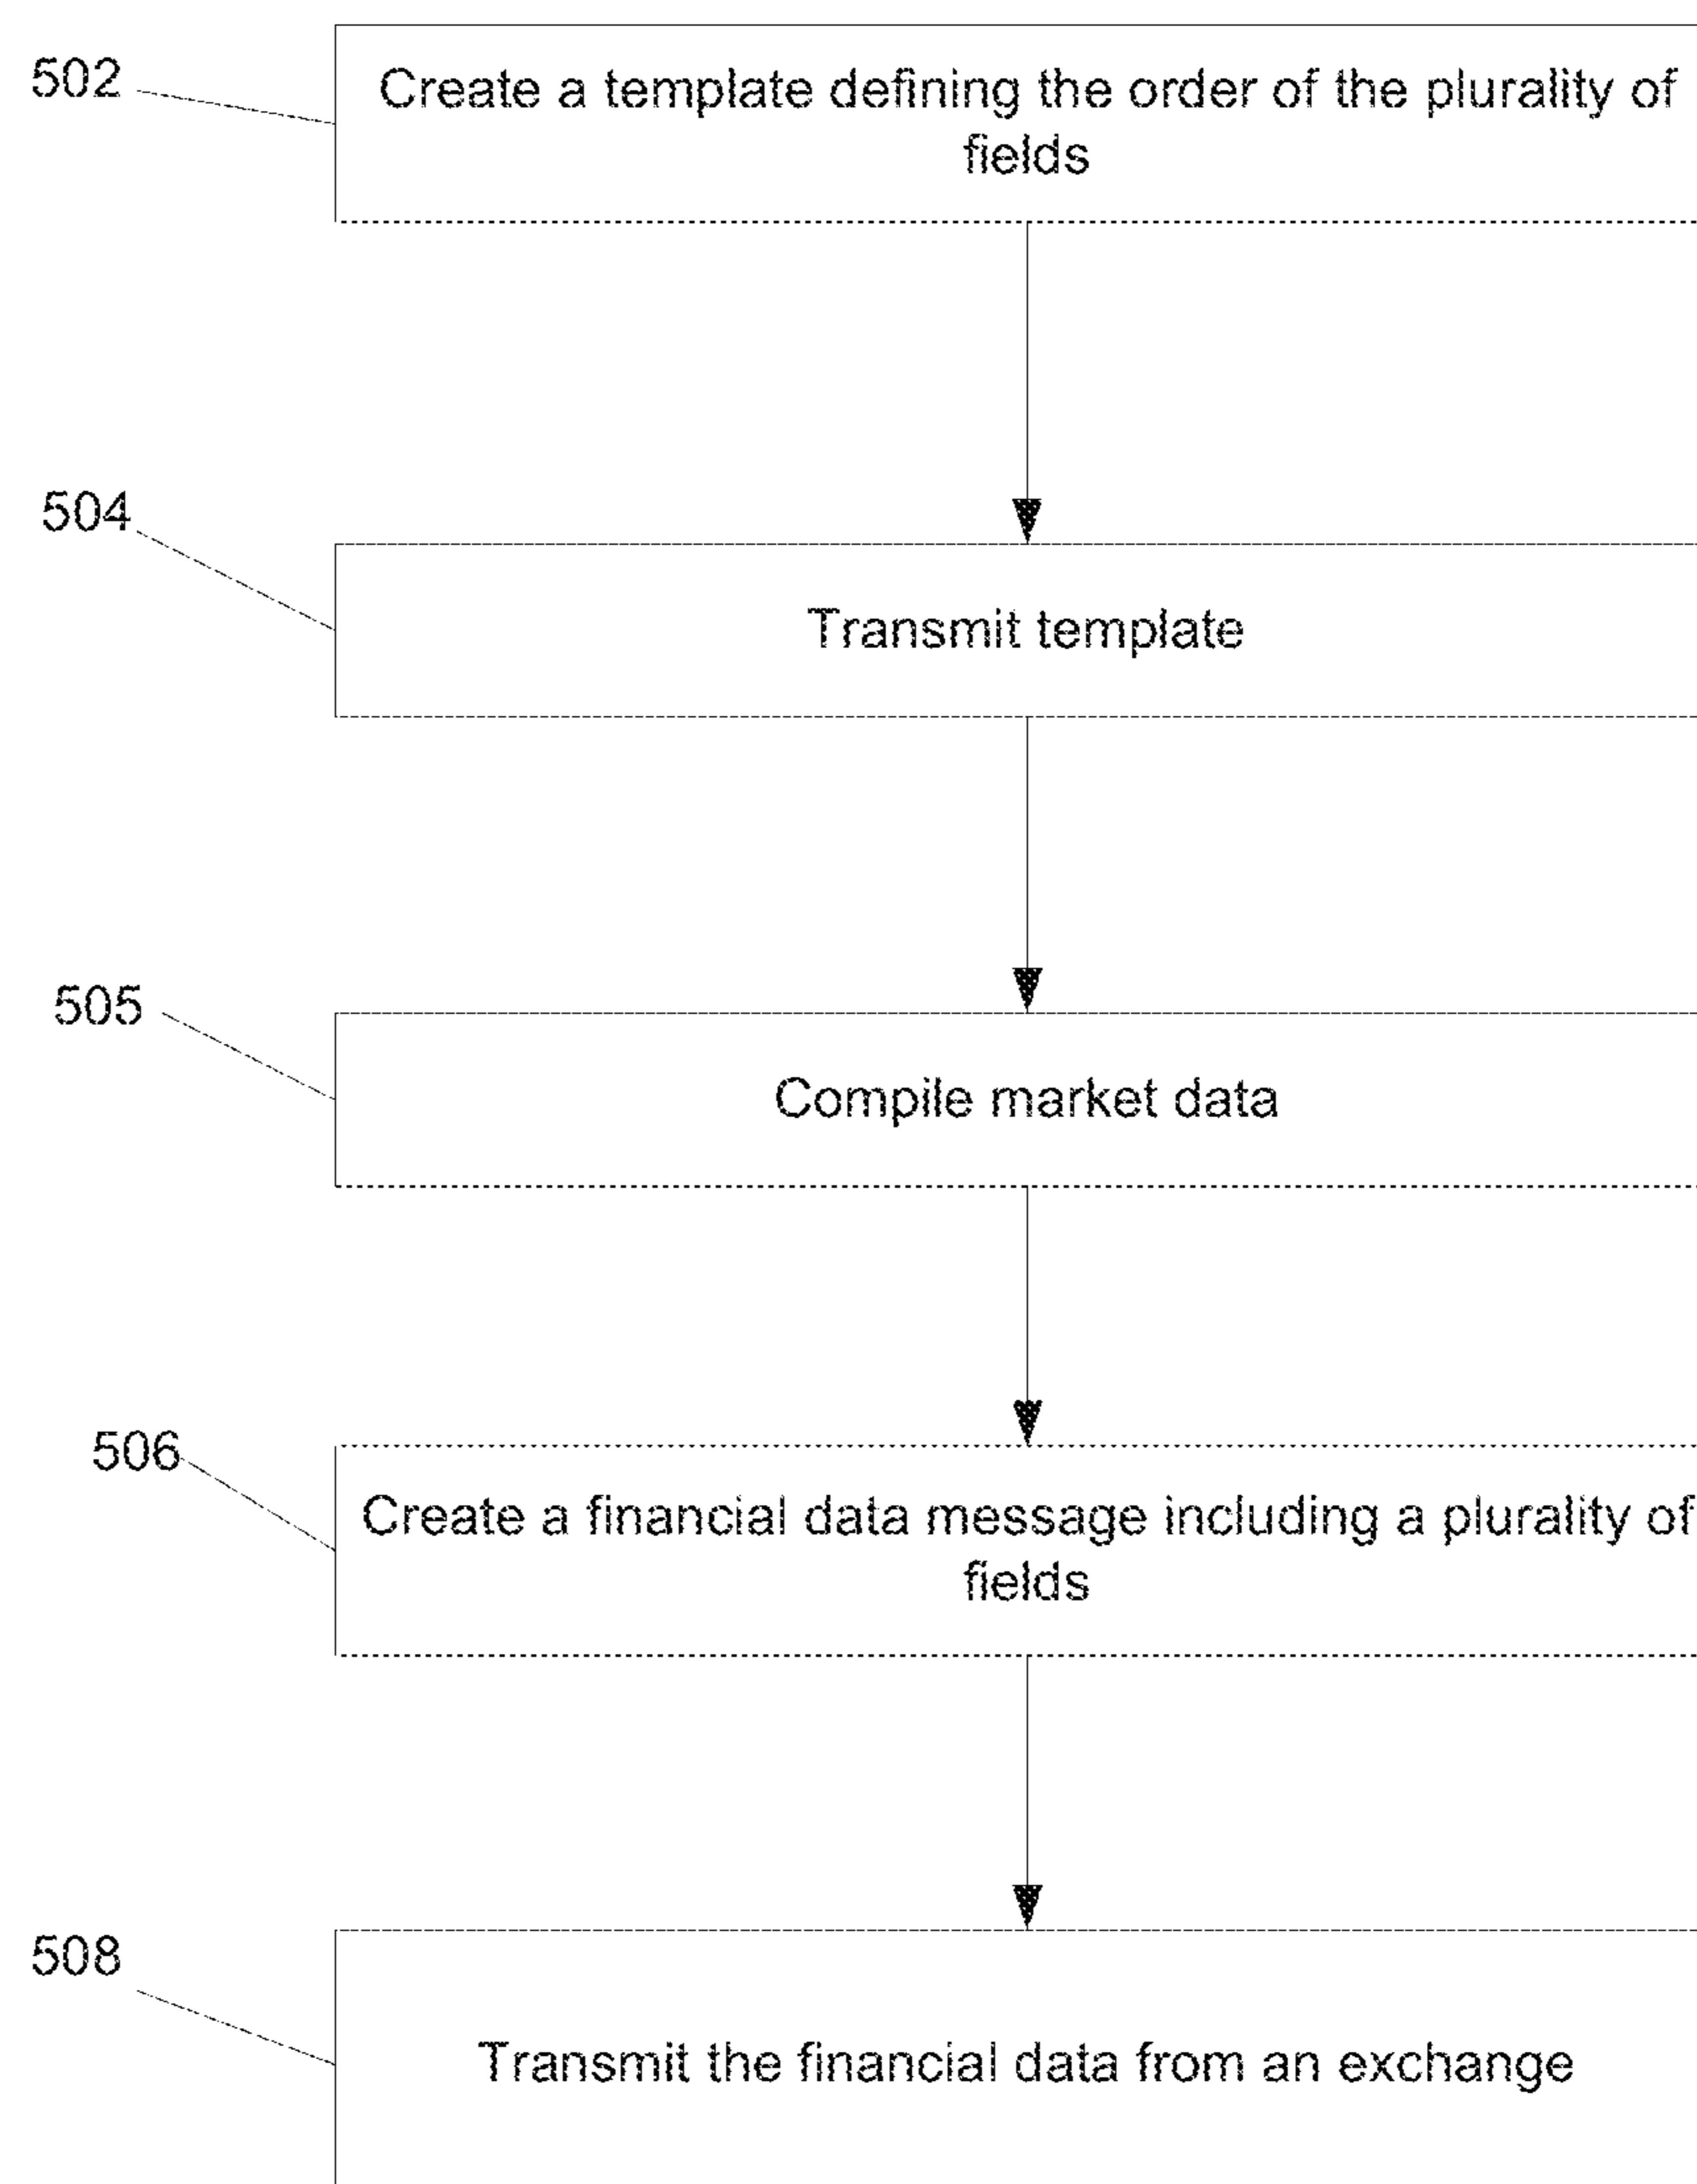 502
Create a template defining the order of the plurality of
fields
504
Transmit template
505
Compile market data
506
Create a financial data message including a plurality of
fields
508
Transmit the financial data from an exchange